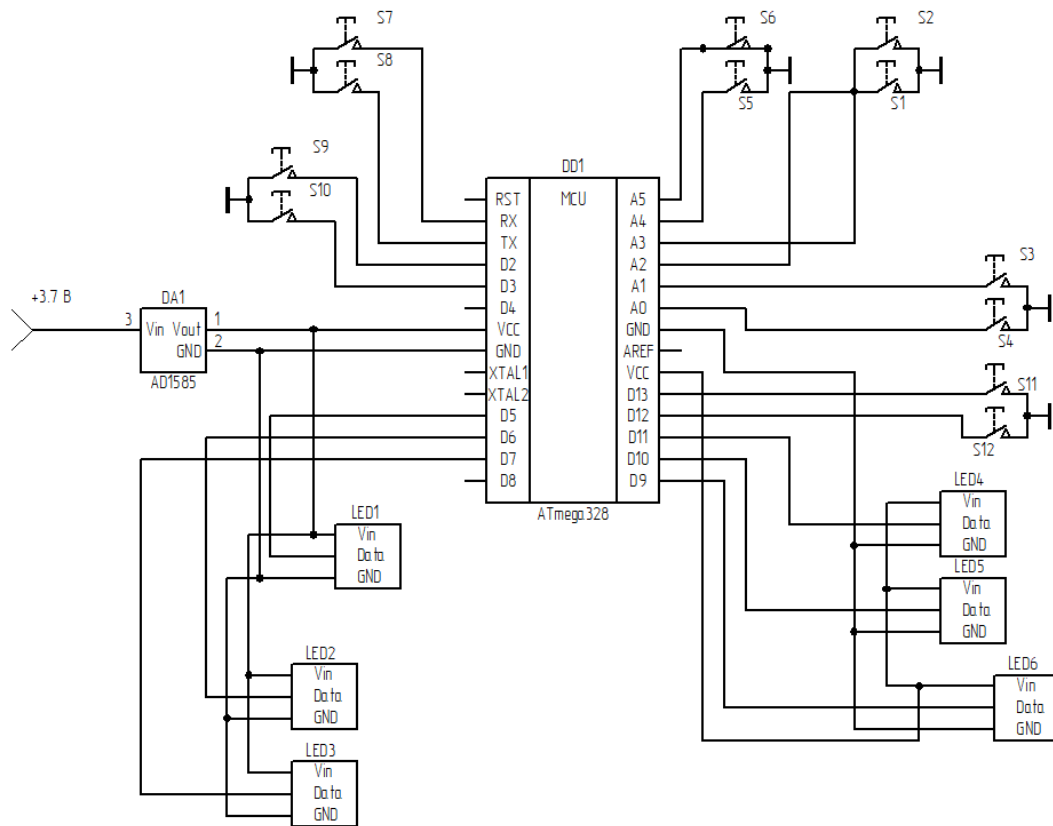 S7
S8
S6
S5
S2
S1
S9
S10
DD1
MCU
RST
RX
TX
D2
D3
D4
VCC
GND
XTAL1
XTAL2
D5
D6
D7
D8
A5
A4
A3
A2
A1
A0
GND
AREF
VCC
D13
D12
D11
D10
D9
ATmega328
S3
S4
S11
S12
+3.7 В
DA1
3 Vin Vout 1
GND 2
AD1585
LED1
Vin
Data
GND
LED2
Vin
Data
GND
LED3
Vin
Data
GND
LED4
Vin
Data
GND
LED5
Vin
Data
GND
LED6
Vin
Data
GND